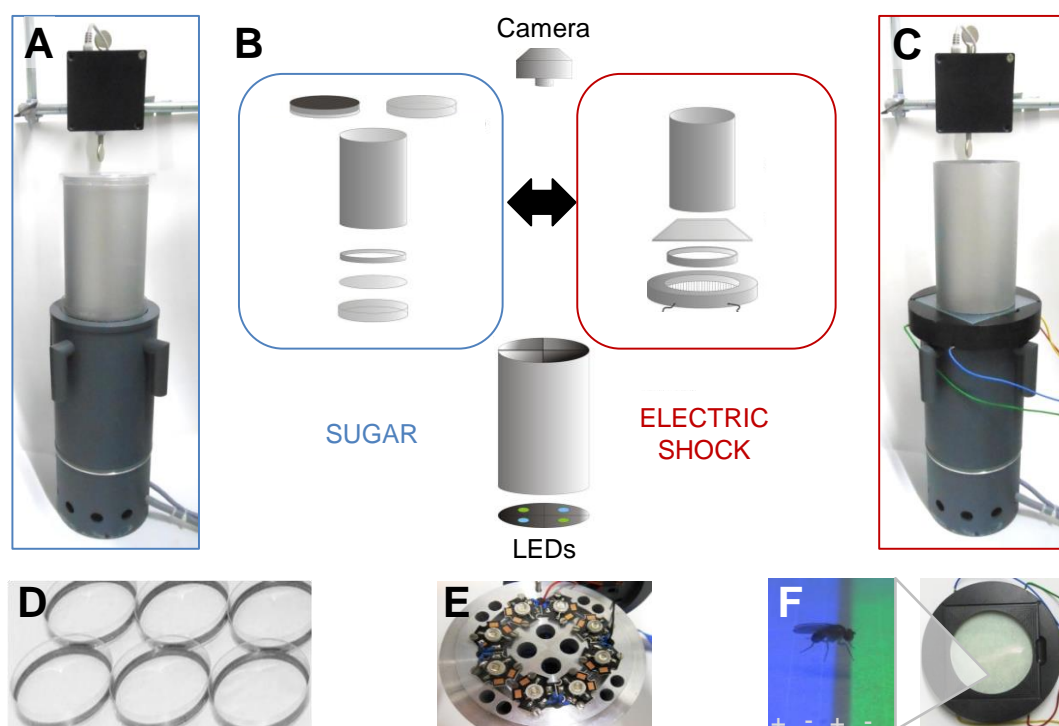 A
B
C
Camera
SUGAR
ELECTRIC
SHOCK
LEDs
D
E
F
+ - + -